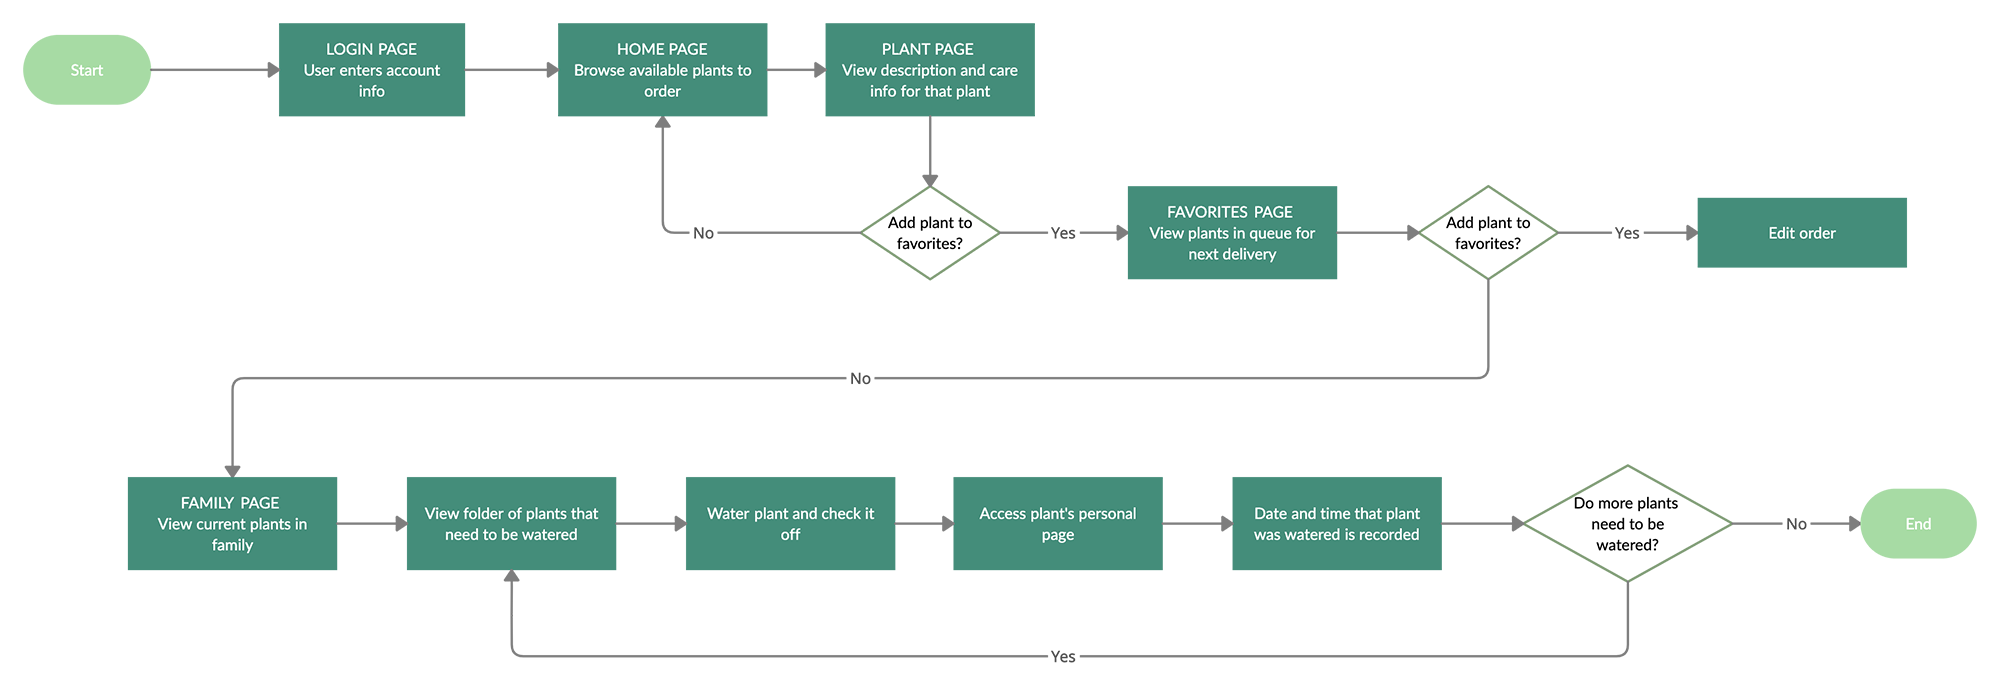 Start
LOGIN PAGE
User enters account
info
HOME PAGE
Browse available plants to
order
PLANT PAGE
View description and care
info for that plant
No
Add plant to
favorites?
Yes
FAVORITES PAGE
View plants in queue for
next delivery
Add plant to
favorites?
Yes
Edit order
No
FAMILY PAGE
View current plants in
family
View folder of plants that
need to be watered
Water plant and check it
off
Access plant's personal
page
Date and time that plant
was watered is recorded
Do more plants
need to be
watered?
No
End
Yes